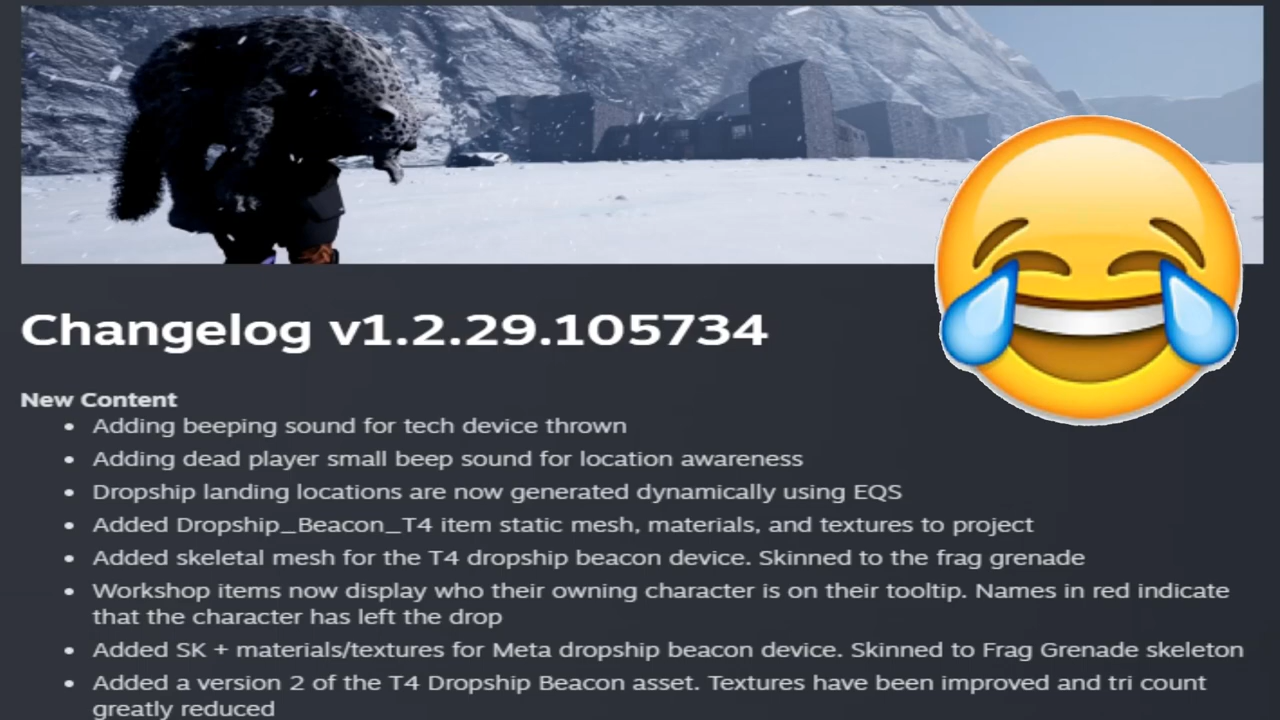 Changelog v1.2.29.105734
New Content
• Adding beeping sound for tech device thrown
• Adding dead player small beep sound for location awareness
• Dropship landing locations are now generated dynamically using EQS
• Added Dropship_Beacon_T4 item static mesh, materials, and textures to project
• Added skeletal mesh for the T4 dropship beacon device. Skinned to the frag grenade
• Workshop items now display who their owning character is on their tooltip. Names in red indicate
that the character has left the drop
• Added SK + materials/textures for Meta dropship beacon device. Skinned to Frag Grenade skeleton
• Added a version 2 of the T4 Dropship Beacon asset. Textures have been improved and tri count
greatly reduced